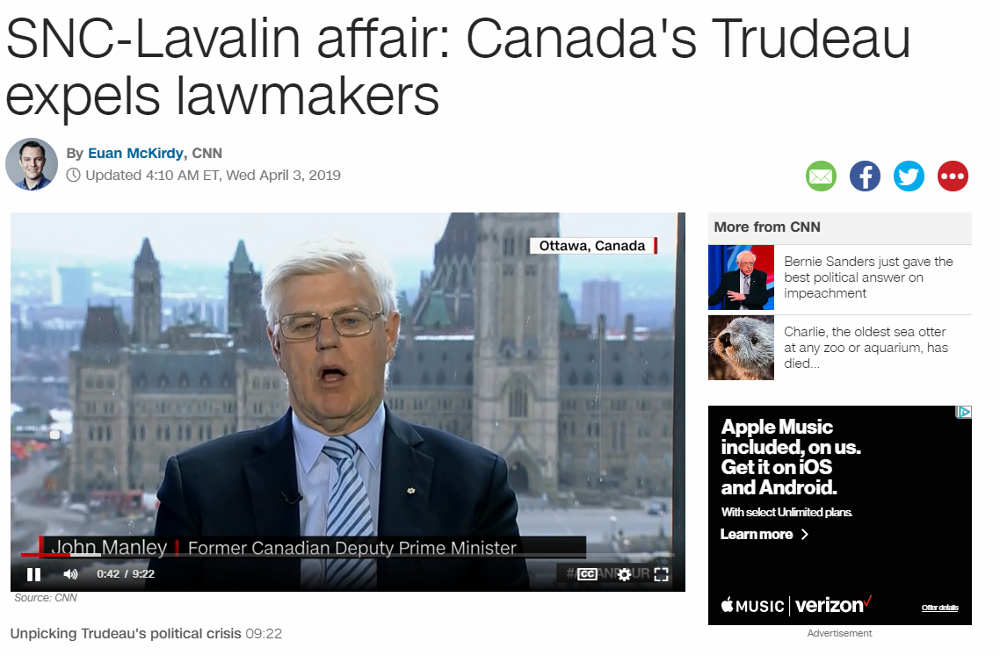 SNC-Lavalin affair: Canada's Trudeau
expels lawmakers
By Euan McKirdy, CNN
Updated 4:10 AM ET, Wed April 3, 2019
Ottawa, Canada
John Manley | Former Canadian Deputy Prime Minister
0:42 / 9:22
CC
Source: CNN
Unpicking Trudeau's political crisis 09:22
More from CNN
Bernie Sanders just gave the
best political answer on
impeachment
Charlie, the oldest sea otter
at any zoo or aquarium, has
died...
Apple Music
included, on us.
Get it on iOS
and Android.
With select Unlimited plans.
Learn more >
MUSIC | verizon✓
Offer details
Advertisement